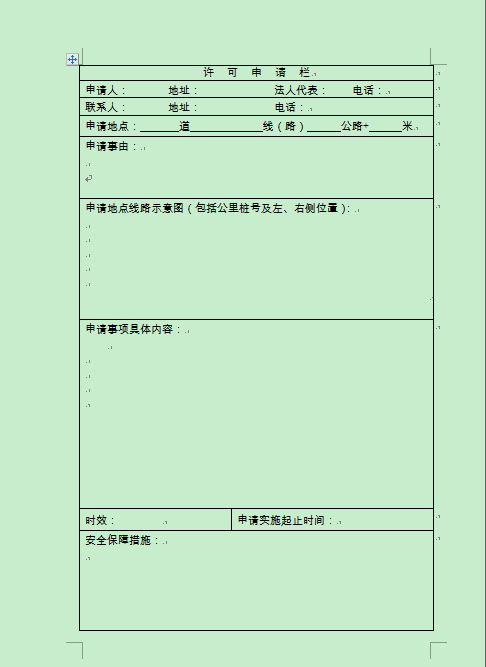 许 可 申 请 栏
申请人： 地址： 法人代表： 电话：
联系人： 地址： 电话：
申请地点：______道____________线（路）_____公路+_____米
申请事由：
申请地点线路示意图（包括公里桩号及左、右侧位置）：
申请事项具体内容：
时效： 申请实施起止时间：
安全保障措施：